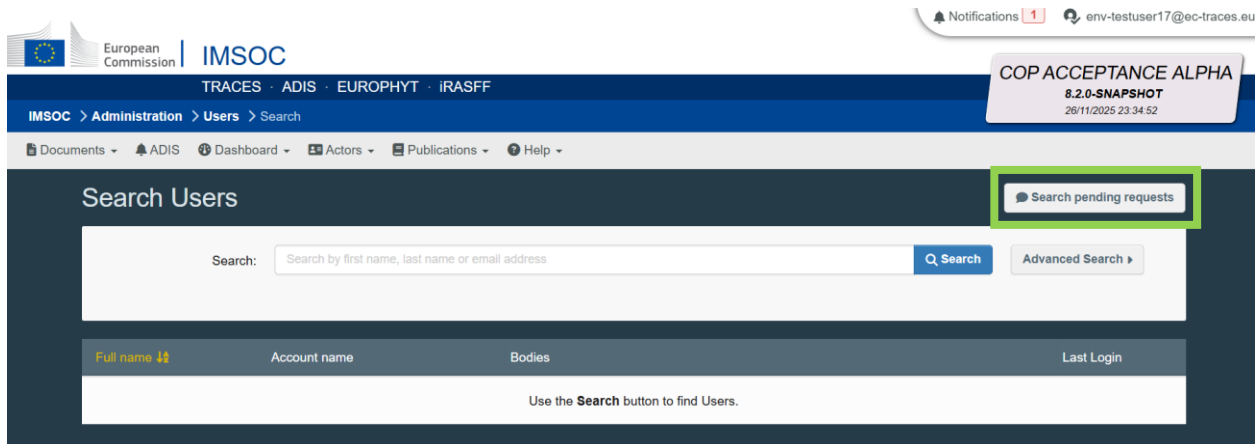 Notifications 1 env-testuser17@ec-traces.eu
European
Commission
IMSOC
TRACES · ADIS · EUROPHYT · iRASFF
COP ACCEPTANCE ALPHA
8.2.0-SNAPSHOT
26/11/2025 23:34:52
IMSOC > Administration > Users > Search
Documents ADIS Dashboard Actors Publications Help
Search Users
Search pending requests
Search: Search by first name, last name or email address Search Advanced Search
Full name Account name Bodies Last Login
Use the Search button to find Users.